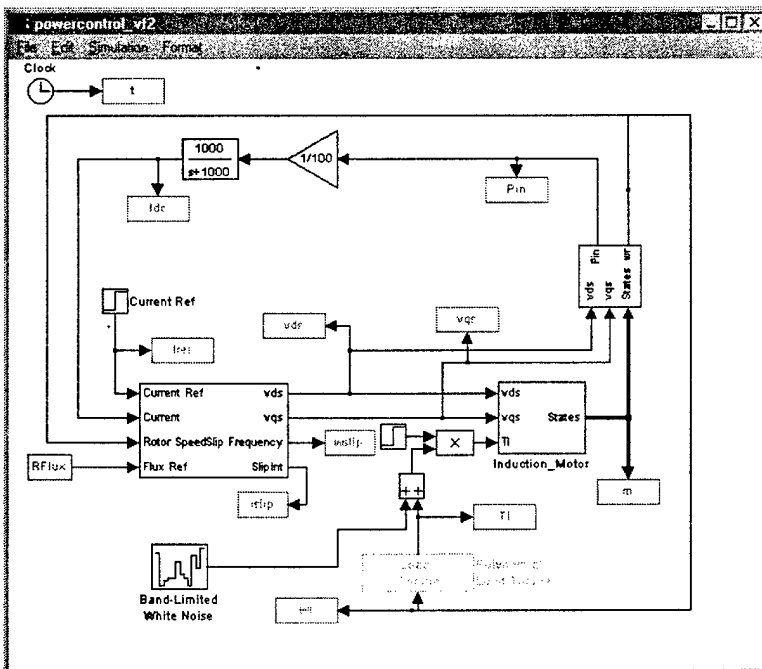 powercontrol_vf2
File Edit Simulation Format
Clock
t
1000
s+1000
1/100
Pin
Idc
Pin wr
vds vqs States
Current Ref
vds
vqs
Iref
Current Ref vds
Current vqs
Rotor Speed Slip Frequency
Flux Ref SlipInt
RFlux
wslip
×
vds
vqs States
Tl
Induction_Motor
m
++
Tl
Load
Torque
Band-Limited
White Noise